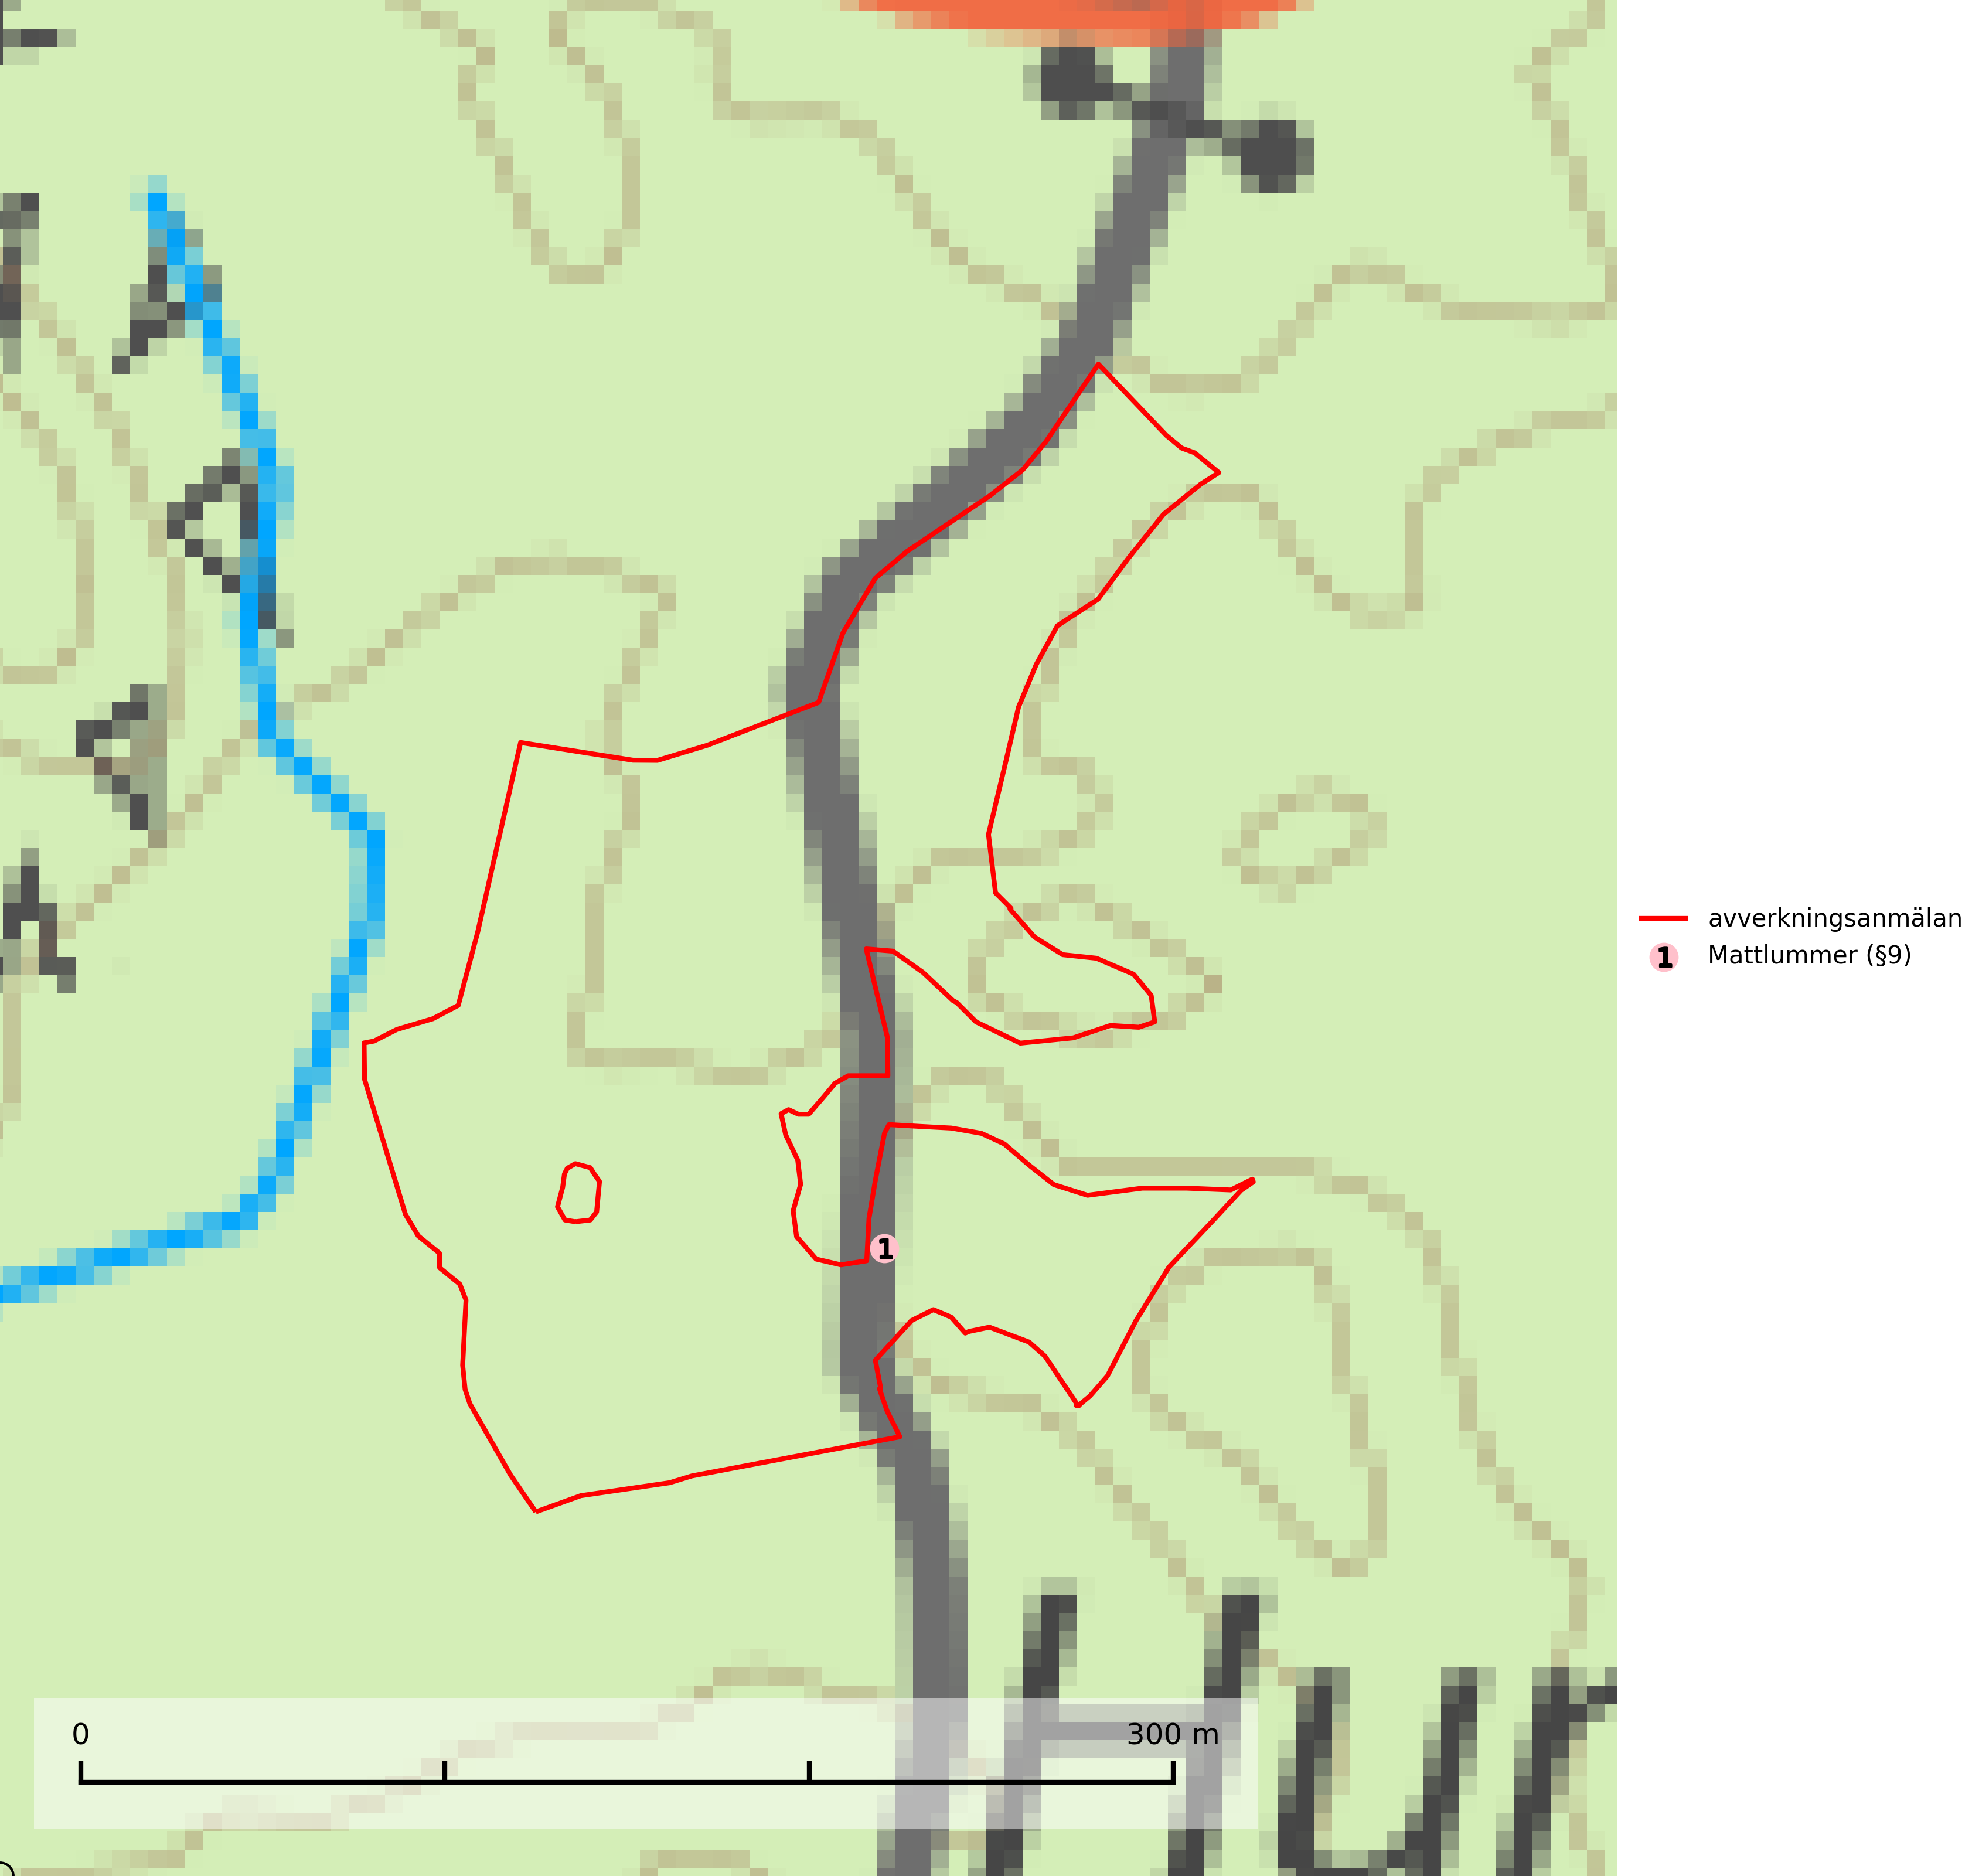 avverkningsanmälan
1 Mattlummer (§9)
1
0 300 m